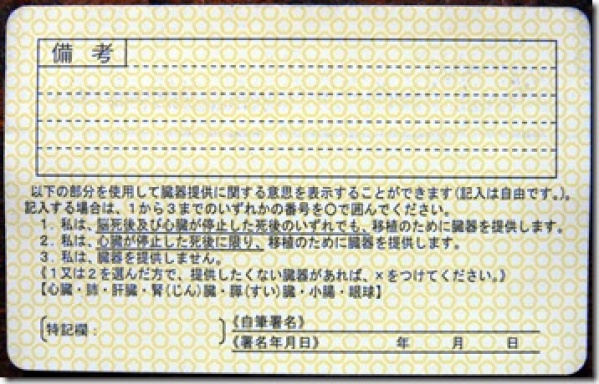 備考
以下の部分を使用して臓器提供に関する意思を表示することができます(記入は自由です。)。
記入する場合は、1から3までのいずれかの番号を〇で囲んでください。
1. 私は、脳死後及び心臓が停止した死後のいずれでも、移植のために臓器を提供します。
2. 私は、心臓が停止した死後に限り、移植のために臓器を提供します。
3. 私は、臓器を提供しません。
《1又は2を選んだ方で、提供したくない臓器があれば、×をつけてください。》
【心臓・肺・肝臓・腎(じん)臓・膵(すい)臓・小腸・眼球】
〔特記欄: 〕《自筆署名》
《署名年月日》 年 月 日